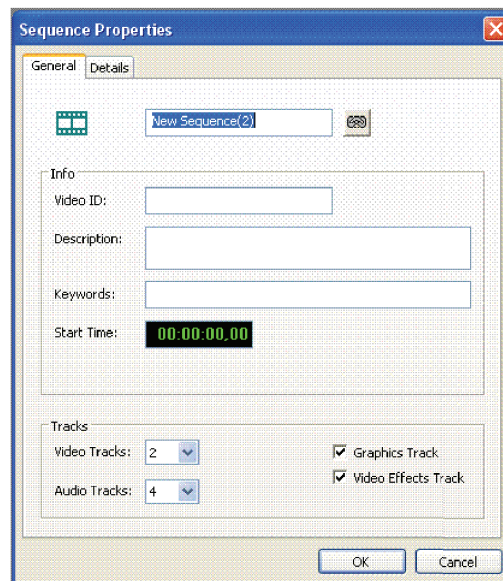 Sequence Properties
General Details
New Sequence(2)
Info
Video ID:
Description:
Keywords:
Start Time: 00:00:00,00
Tracks
Video Tracks: 2
Graphics Track
Video Effects Track
Audio Tracks: 4
OK Cancel